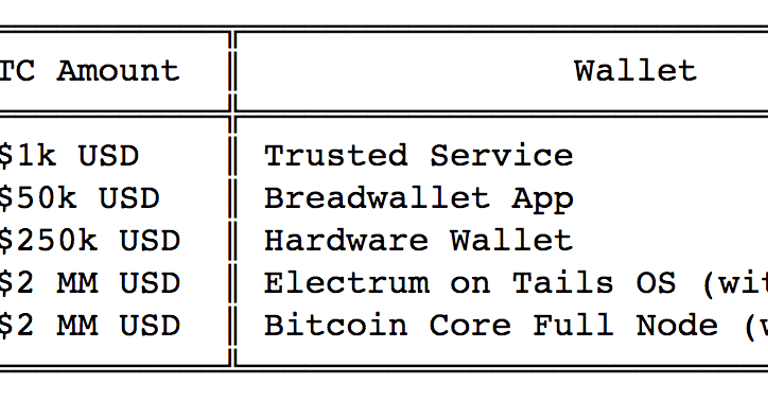 TC Amount Wallet
$1k USD Trusted Service
$50k USD Breadwallet App
$250k USD Hardware Wallet
$2 MM USD Electrum on Tails OS (wit
$2 MM USD Bitcoin Core Full Node (w